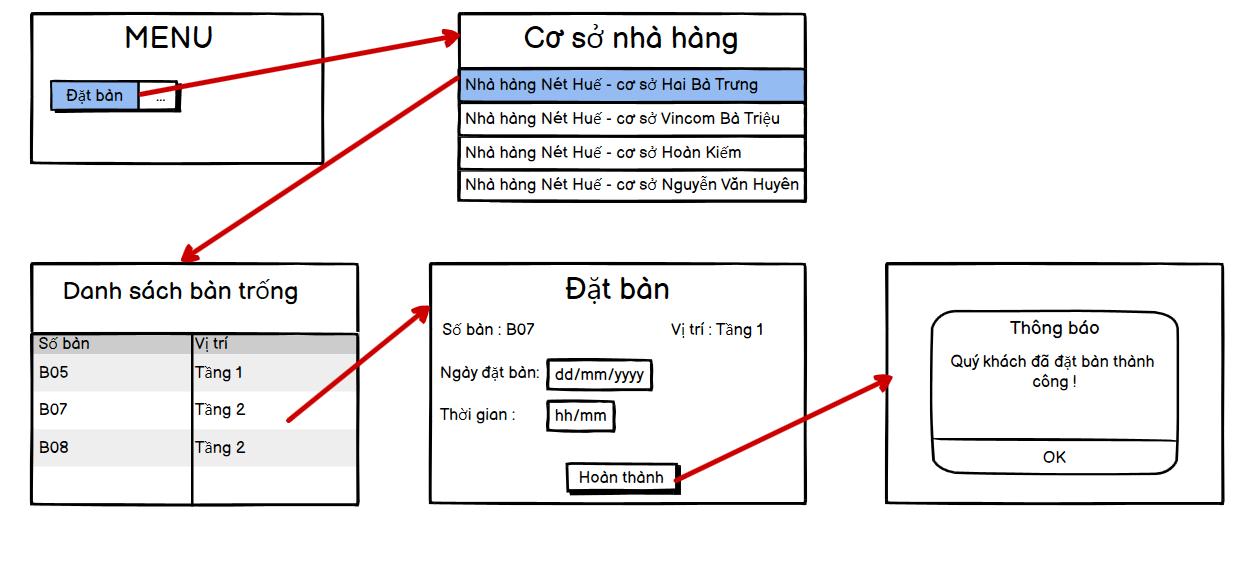 MENU
Đặt bàn
...
Cơ sở nhà hàng
Nhà hàng Nét Huế - cơ sở Hai Bà Trưng
Nhà hàng Nét Huế - cơ sở Vincom Bà Triệu
Nhà hàng Nét Huế - cơ sở Hoàn Kiếm
Nhà hàng Nét Huế - cơ sở Nguyễn Văn Huyên
Danh sách bàn trống
Số bàn Vị trí
B05 Tầng 1
B07 Tầng 2
B08 Tầng 2
Đặt bàn
Số bàn : B07 Vị trí : Tầng 1
Ngày đặt bàn: dd/mm/yyyy
Thời gian : hh/mm
Hoàn thành
Thông báo
Quý khách đã đặt bàn thành
công !
OK